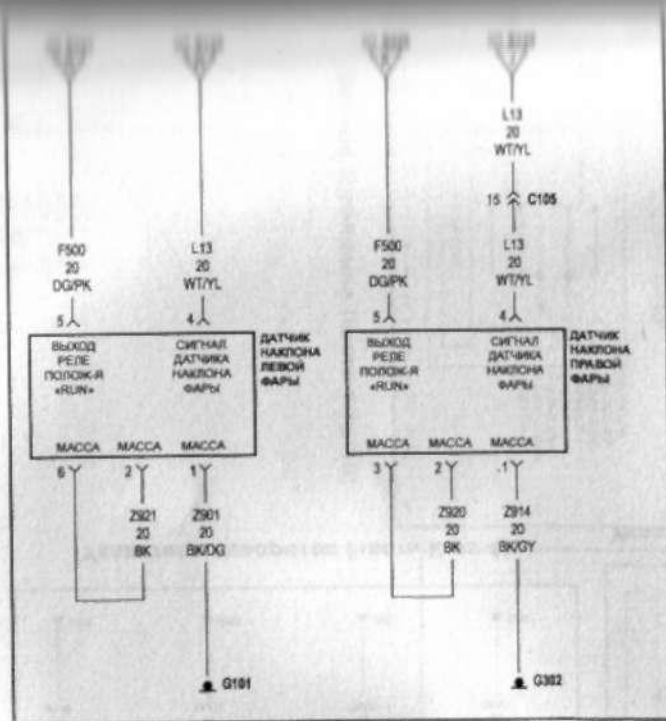 L13
20
WT/YL
15 C105
F500
20
DG/PK
L13
20
WT/YL
F500
20
DG/PK
L13
20
WT/YL
5
4
5
4
ВЫХОД
РЕЛЕ
ПОЛОЖ-Я
«RUN»
СИГНАЛ
ДАТЧИКА
НАКЛОНА
ФАРЫ
ДАТЧИК
НАКЛОНА
ЛЕВОЙ
ФАРЫ
ВЫХОД
РЕЛЕ
ПОЛОЖ-Я
«RUN»
СИГНАЛ
ДАТЧИКА
НАКЛОНА
ФАРЫ
ДАТЧИК
НАКЛОНА
ПРАВОЙ
ФАРЫ
МАССА МАССА МАССА
МАССА МАССА МАССА
6 2 1
3 2 1
Z921
20
BK
Z901
20
BK/DG
Z920
20
BK
Z914
20
BK/GY
G101
G302